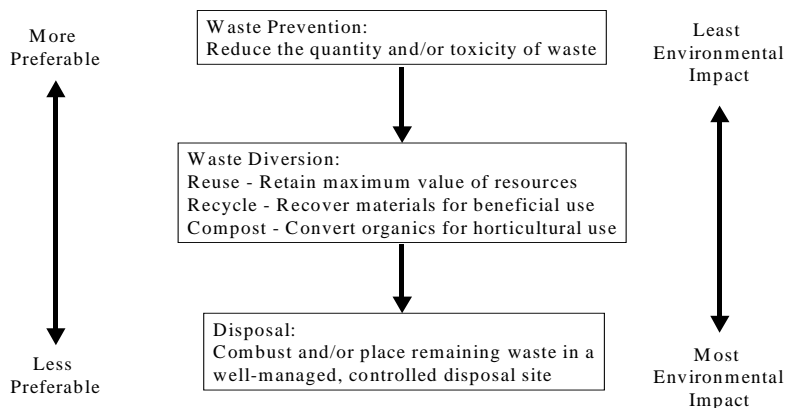 More
Preferable
Waste Prevention:
Reduce the quantity and/or toxicity of waste
Least
Environmental
Impact
Waste Diversion:
Reuse - Retain maximum value of resources
Recycle - Recover materials for beneficial use
Compost - Convert organics for horticultural use
Less
Preferable
Disposal:
Combust and/or place remaining waste in a
well-managed, controlled disposal site
Most
Environmental
Impact